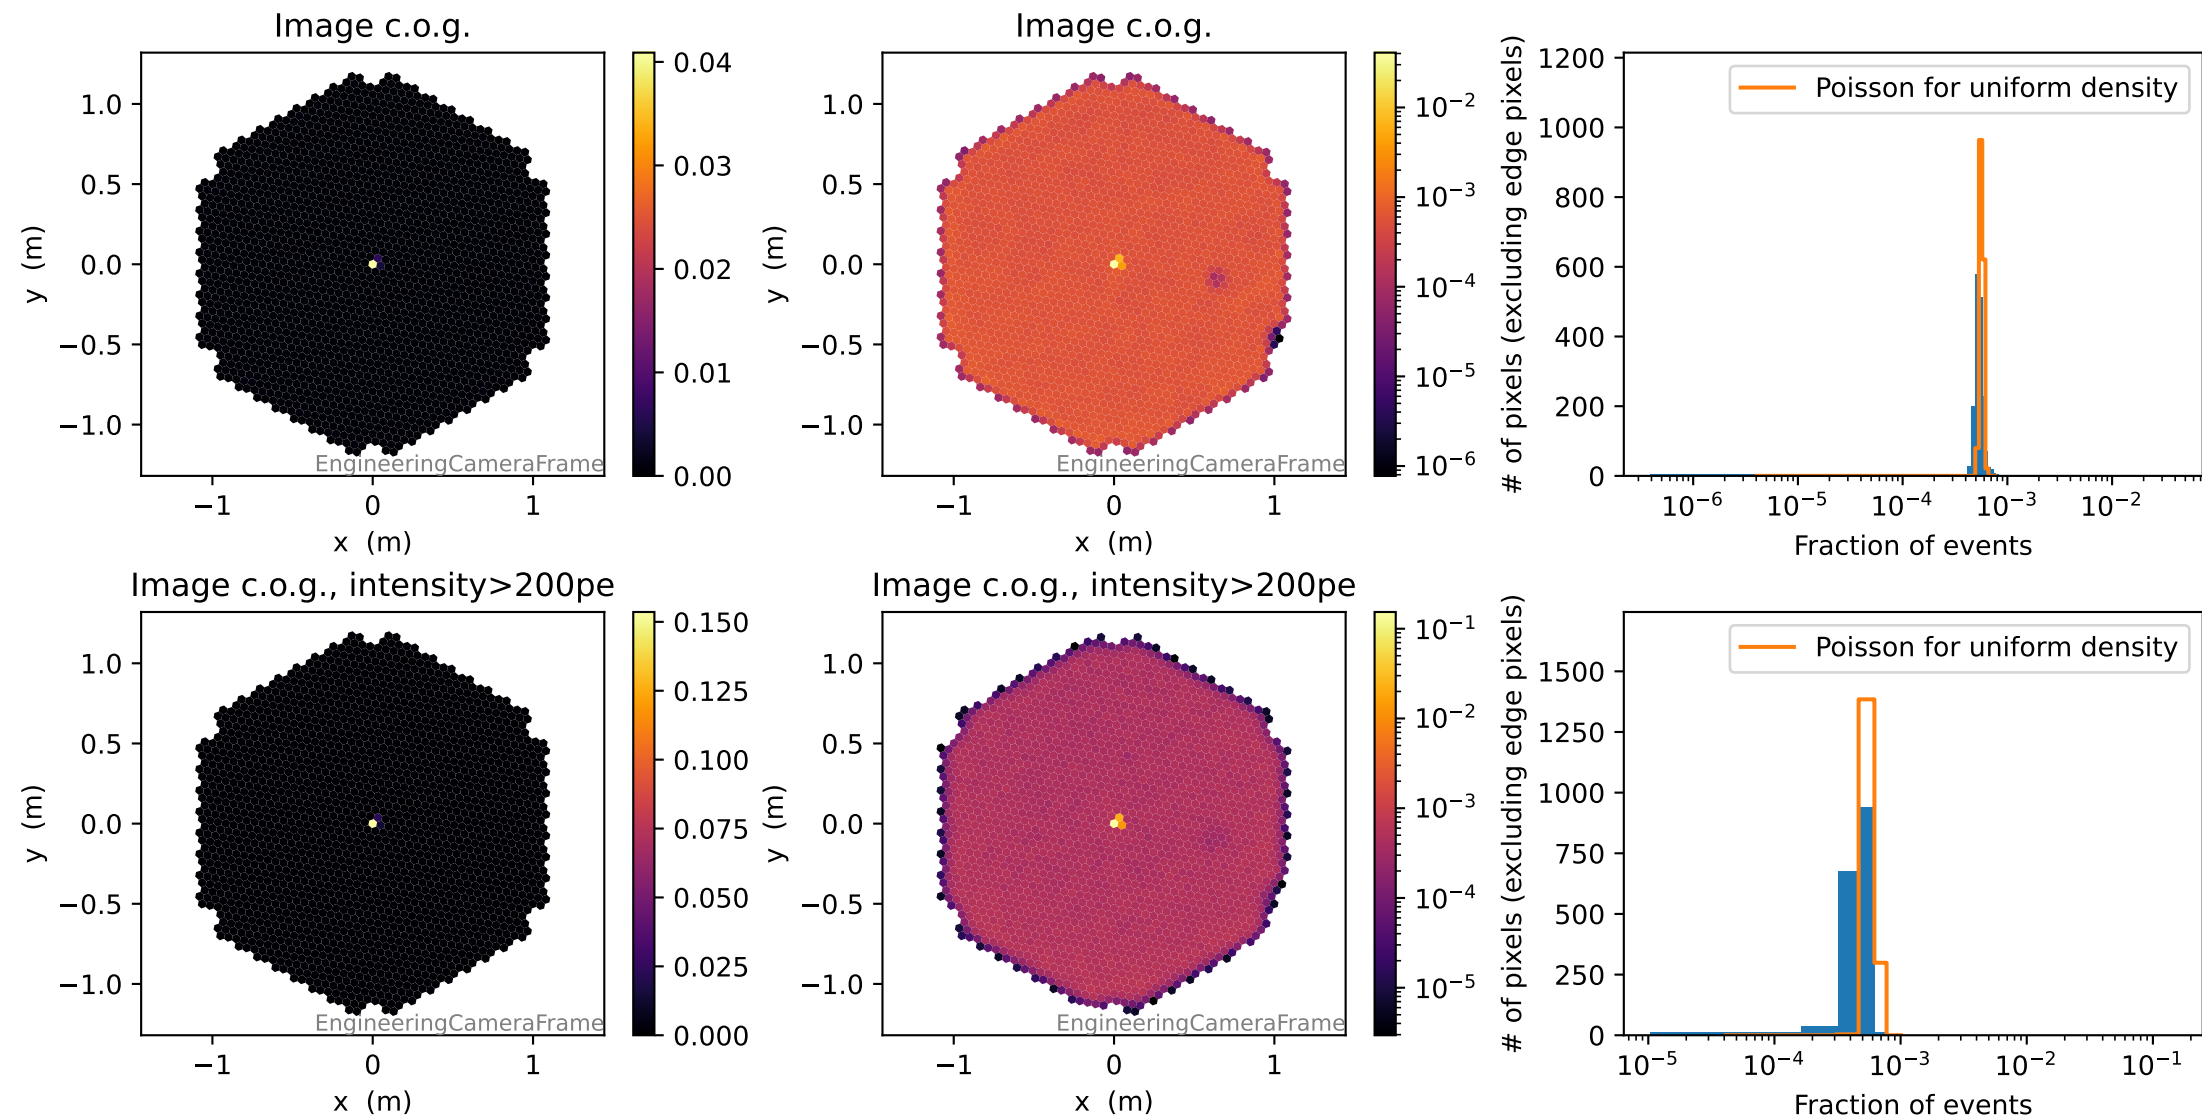 Image c.o.g.
1.0
0.5
0.0
−0.5
−1.0
y (m)
−1 0 1
x (m)
EngineeringCameraFrame
0.04
0.03
0.02
0.01
0.00
Image c.o.g.
1.0
0.5
0.0
−0.5
−1.0
y (m)
−1 0 1
x (m)
EngineeringCameraFrame
10⁻²
10⁻³
10⁻⁴
10⁻⁵
10⁻⁶
# of pixels (excluding edge pixels)
1200
1000
800
600
400
200
0
Poisson for uniform density
10⁻⁶ 10⁻⁵ 10⁻⁴ 10⁻³ 10⁻²
Fraction of events
Image c.o.g., intensity>200pe
1.0
0.5
0.0
−0.5
−1.0
y (m)
−1 0 1
x (m)
EngineeringCameraFrame
0.150
0.125
0.100
0.075
0.050
0.025
0.000
Image c.o.g., intensity>200pe
1.0
0.5
0.0
−0.5
−1.0
y (m)
−1 0 1
x (m)
EngineeringCameraFrame
10⁻¹
10⁻²
10⁻³
10⁻⁴
10⁻⁵
# of pixels (excluding edge pixels)
1500
1250
1000
750
500
250
0
Poisson for uniform density
10⁻⁵ 10⁻⁴ 10⁻³ 10⁻² 10⁻¹
Fraction of events